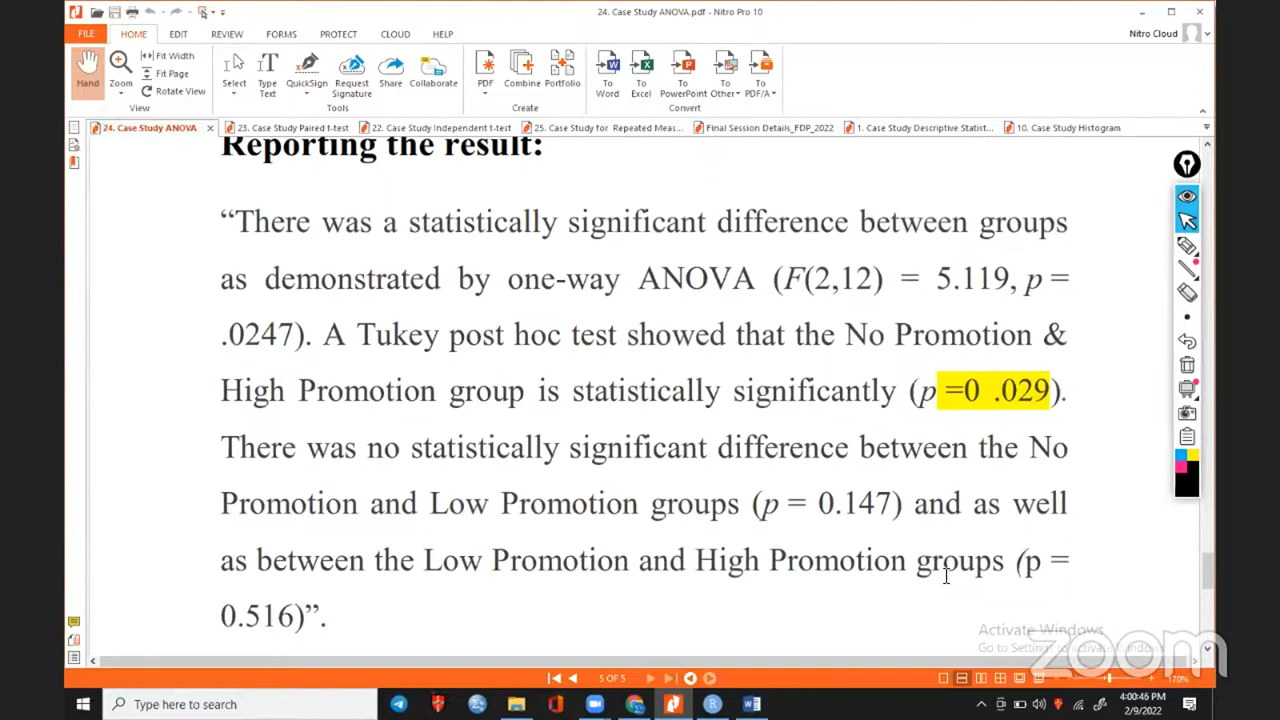 24. Case Study ANOVA.pdf - Nitro Pro 10
FILE HOME EDIT REVIEW FORMS PROTECT CLOUD HELP
Nitro Cloud
Hand Zoom Fit Width Fit Page Rotate View
View
Select Type Text QuickSign Request Signature Share Collaborate
Tools
PDF Combine Portfolio
Create
To Word To Excel To PowerPoint To Other To PDF/A
Convert
24. Case Study ANOVA 23. Case Study Paired t-test 22. Case Study Independent t-test 25. Case Study for Repeated Meas... Final Session Details_FDP_2022 1. Case Study Descriptive Statist... 10. Case Study Histogram
Reporting the result:
“There was a statistically significant difference between groups
as demonstrated by one-way ANOVA (F(2,12) = 5.119, p =
.0247). A Tukey post hoc test showed that the No Promotion &
High Promotion group is statistically significantly (p =0 .029).
There was no statistically significant difference between the No
Promotion and Low Promotion groups (p = 0.147) and as well
as between the Low Promotion and High Promotion groups (p =
0.516)”.
Activate Windows
Go to Settings to activate Windows.
zoom
5 OF 5
170%
Type here to search
4:00:46 PM
2/9/2022